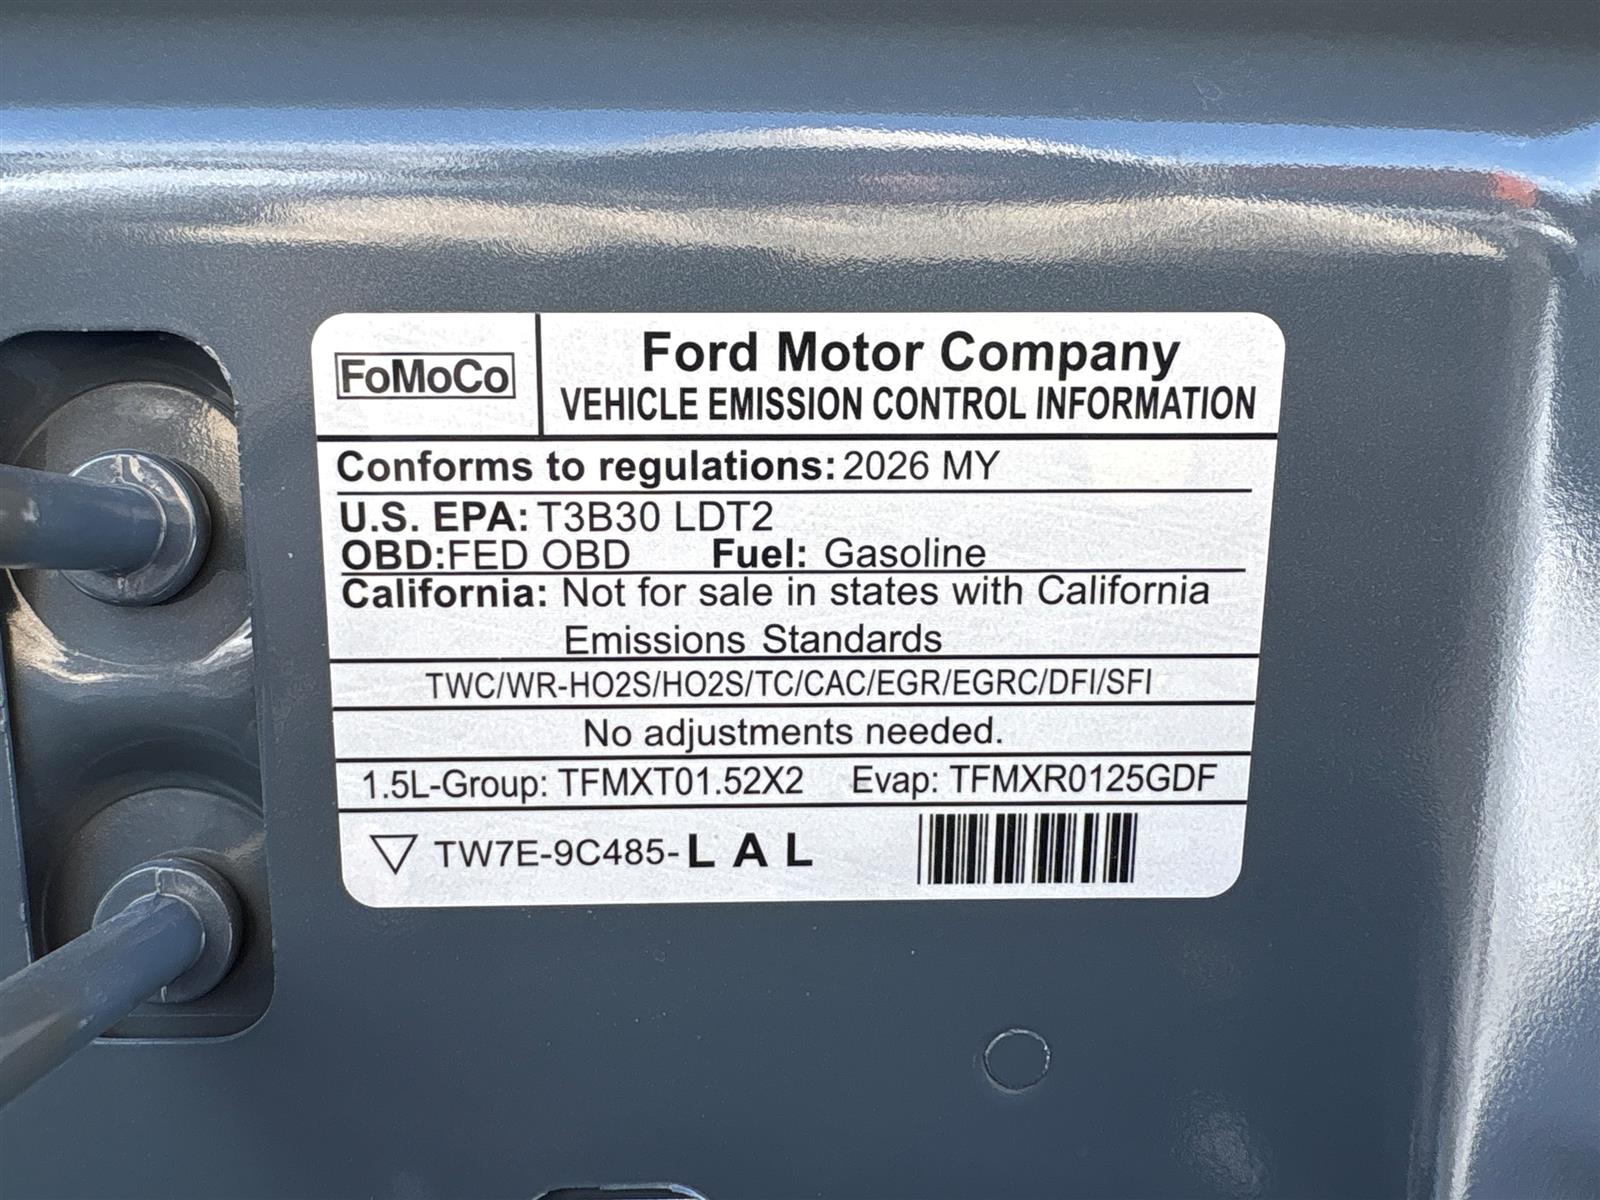 FoMoCo
Ford Motor Company
VEHICLE EMISSION CONTROL INFORMATION
Conforms to regulations: 2026 MY
U.S. EPA: T3B30 LDT2
OBD:FED OBD Fuel: Gasoline
California: Not for sale in states with California
Emissions Standards
TWC/WR-HO2S/HO2S/TC/CAC/EGR/EGRC/DFI/SFI
No adjustments needed.
1.5L-Group: TFMXT01.52X2 Evap: TFMXR0125GDF
TW7E-9C485-L A L